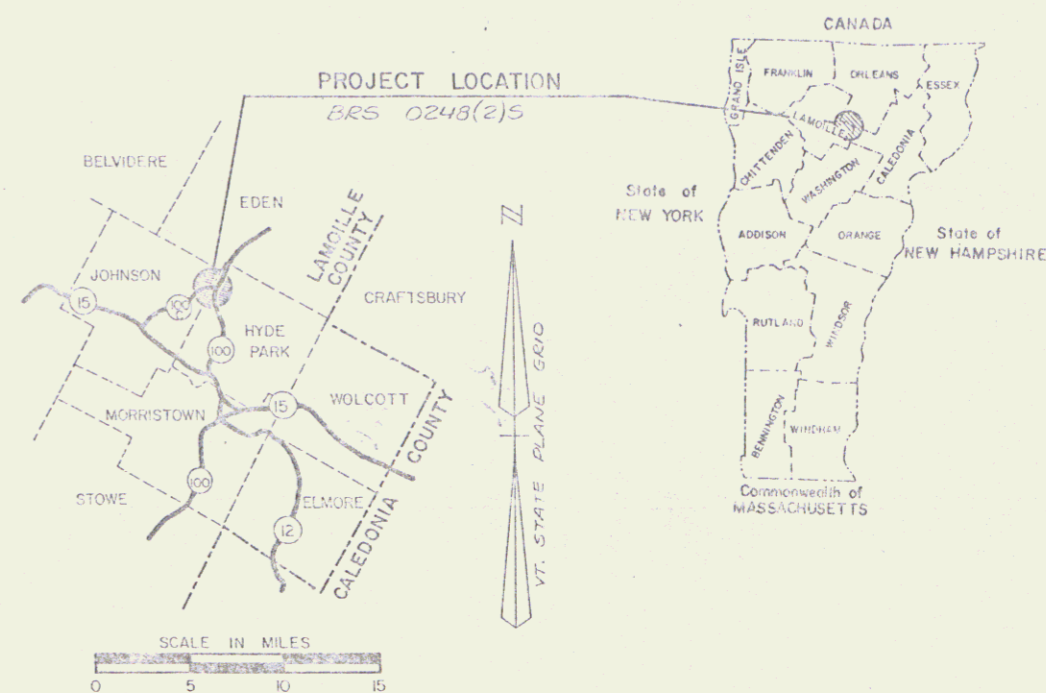 PROJECT LOCATION
BRS 0248(2)S
BELVIDERE
EDEN
LAMOILLE
COUNTY
JOHNSON
CRAFTSBURY
15
100
HYDE
PARK
100
MORRISTOWN
15
WOLCOTT
STOWE
100
ELMORE
12
CALEDONIA COUNTY
SCALE IN MILES
0 5 10 15
N
VT. STATE PLANE GRID
CANADA
GRAND ISLE
FRANKLIN
ORLEANS
ESSEX
LAMOILLE
CHITTENDEN
WASHINGTON
CALEDONIA
State of
NEW YORK
ADDISON
ORANGE
State of
NEW HAMPSHIRE
RUTLAND
WINDSOR
BENNINGTON
WINDHAM
Commonwealth of
MASSACHUSETTS